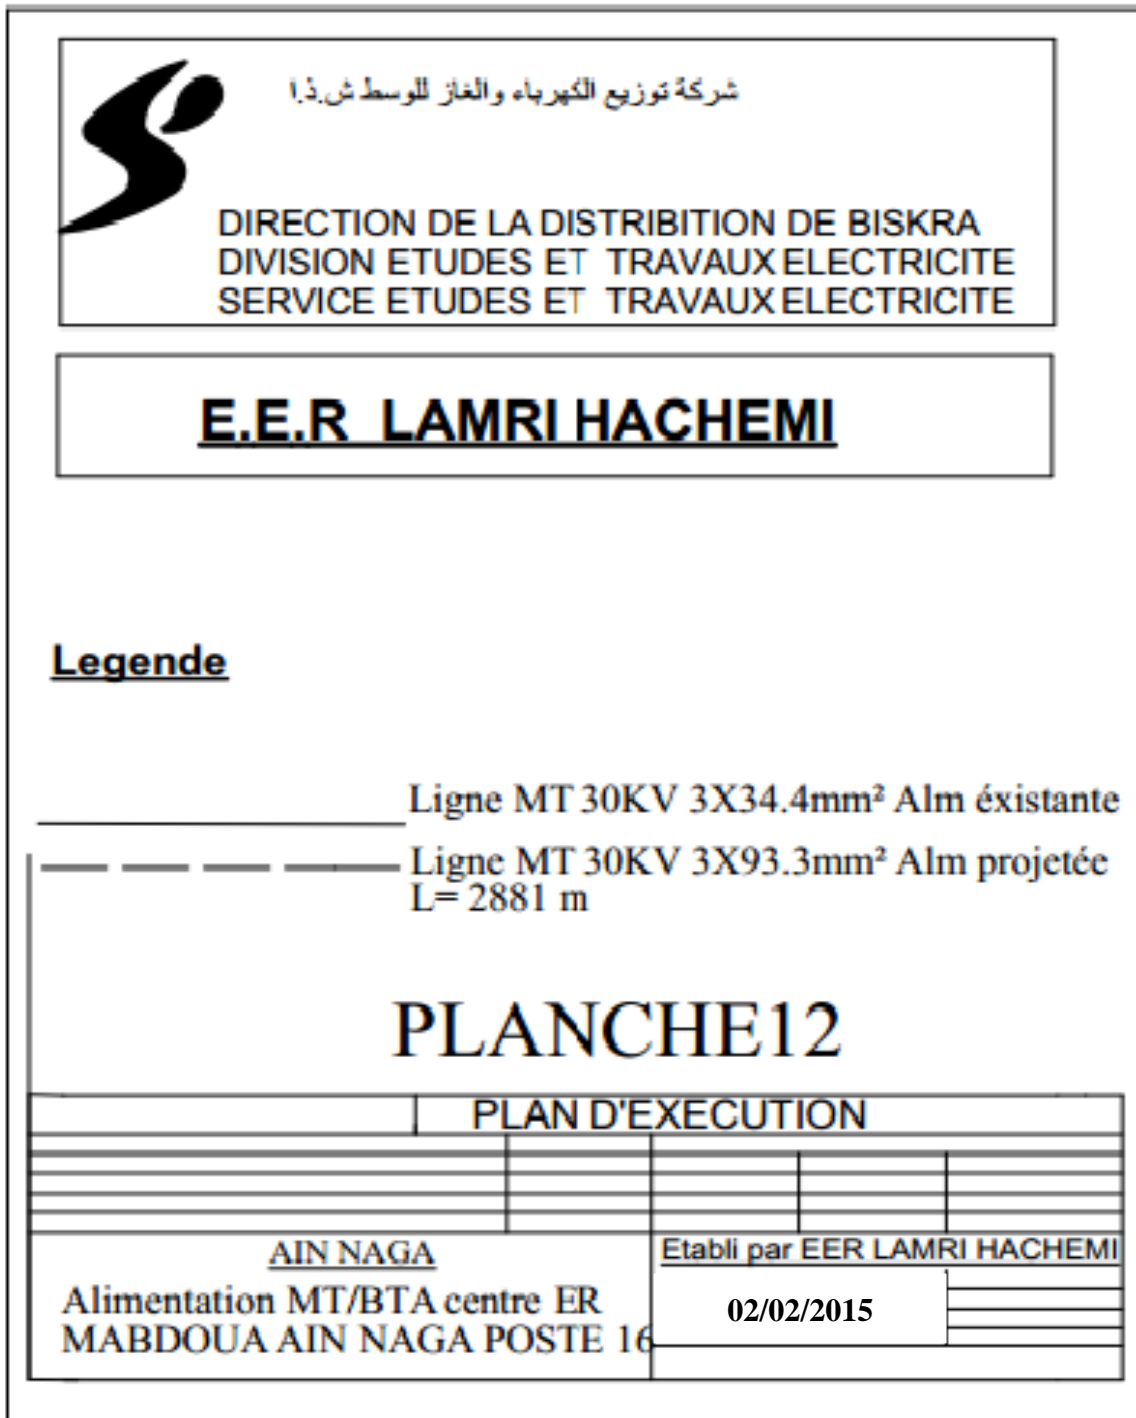 شركة توزيع الكهرباء والغاز للوسط ش.ذ.ا
DIRECTION DE LA DISTRIBITION DE BISKRA
DIVISION ETUDES ET TRAVAUX ELECTRICITE
SERVICE ETUDES ET TRAVAUX ELECTRICITE
E.E.R LAMRI HACHEMI
Legende
Ligne MT 30KV 3X34.4mm² Alm éxistante
Ligne MT 30KV 3X93.3mm² Alm projetée
L= 2881 m
PLANCHE12
PLAN D'EXECUTION
AIN NAGA
Alimentation MT/BTA centre ER
MABDOUA AIN NAGA POSTE 16
Etabli par EER LAMRI HACHEMI
02/02/2015